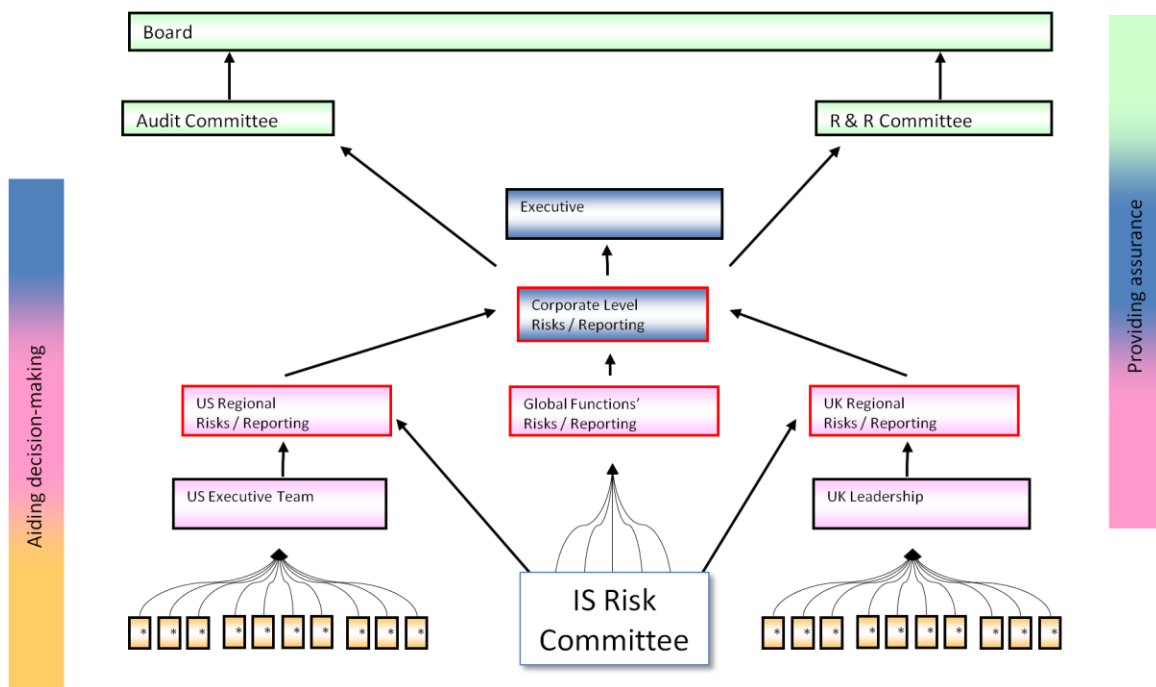 Board
Audit Committee
R & R Committee
Executive
Corporate Level
Risks / Reporting
US Regional
Risks / Reporting
Global Functions’
Risks / Reporting
UK Regional
Risks / Reporting
US Executive Team
UK Leadership
IS Risk
Committee
* * * * * * * * * *
* * * * * * * * * *
Aiding decision-making
Providing assurance